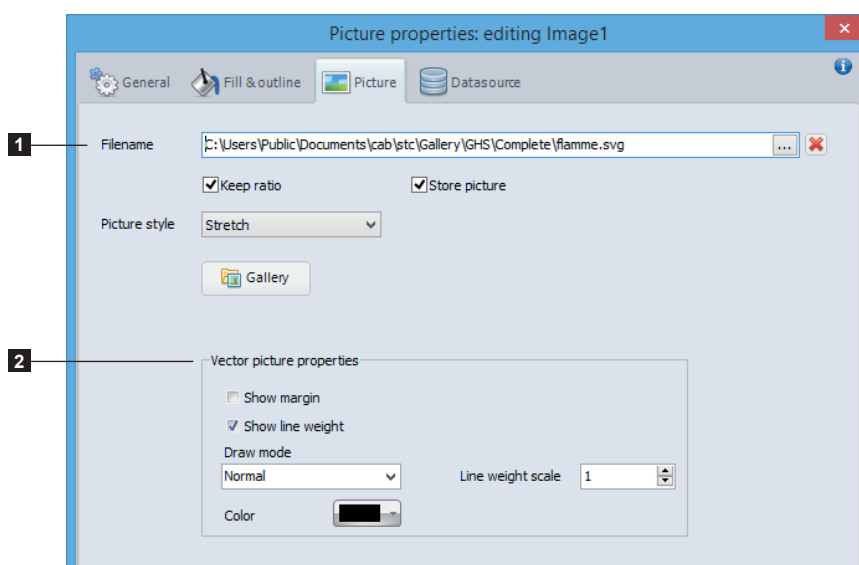 Picture properties: editing Image1
General
Fill & outline
Picture
Datasource
1
Filename
C:\Users\Public\Documents\cab\stc\Gallery\GHS\Complete\flamme.svg
...
Keep ratio
Store picture
Picture style
Stretch
Gallery
2
Vector picture properties
Show margin
Show line weight
Draw mode
Normal
Line weight scale
1
Color